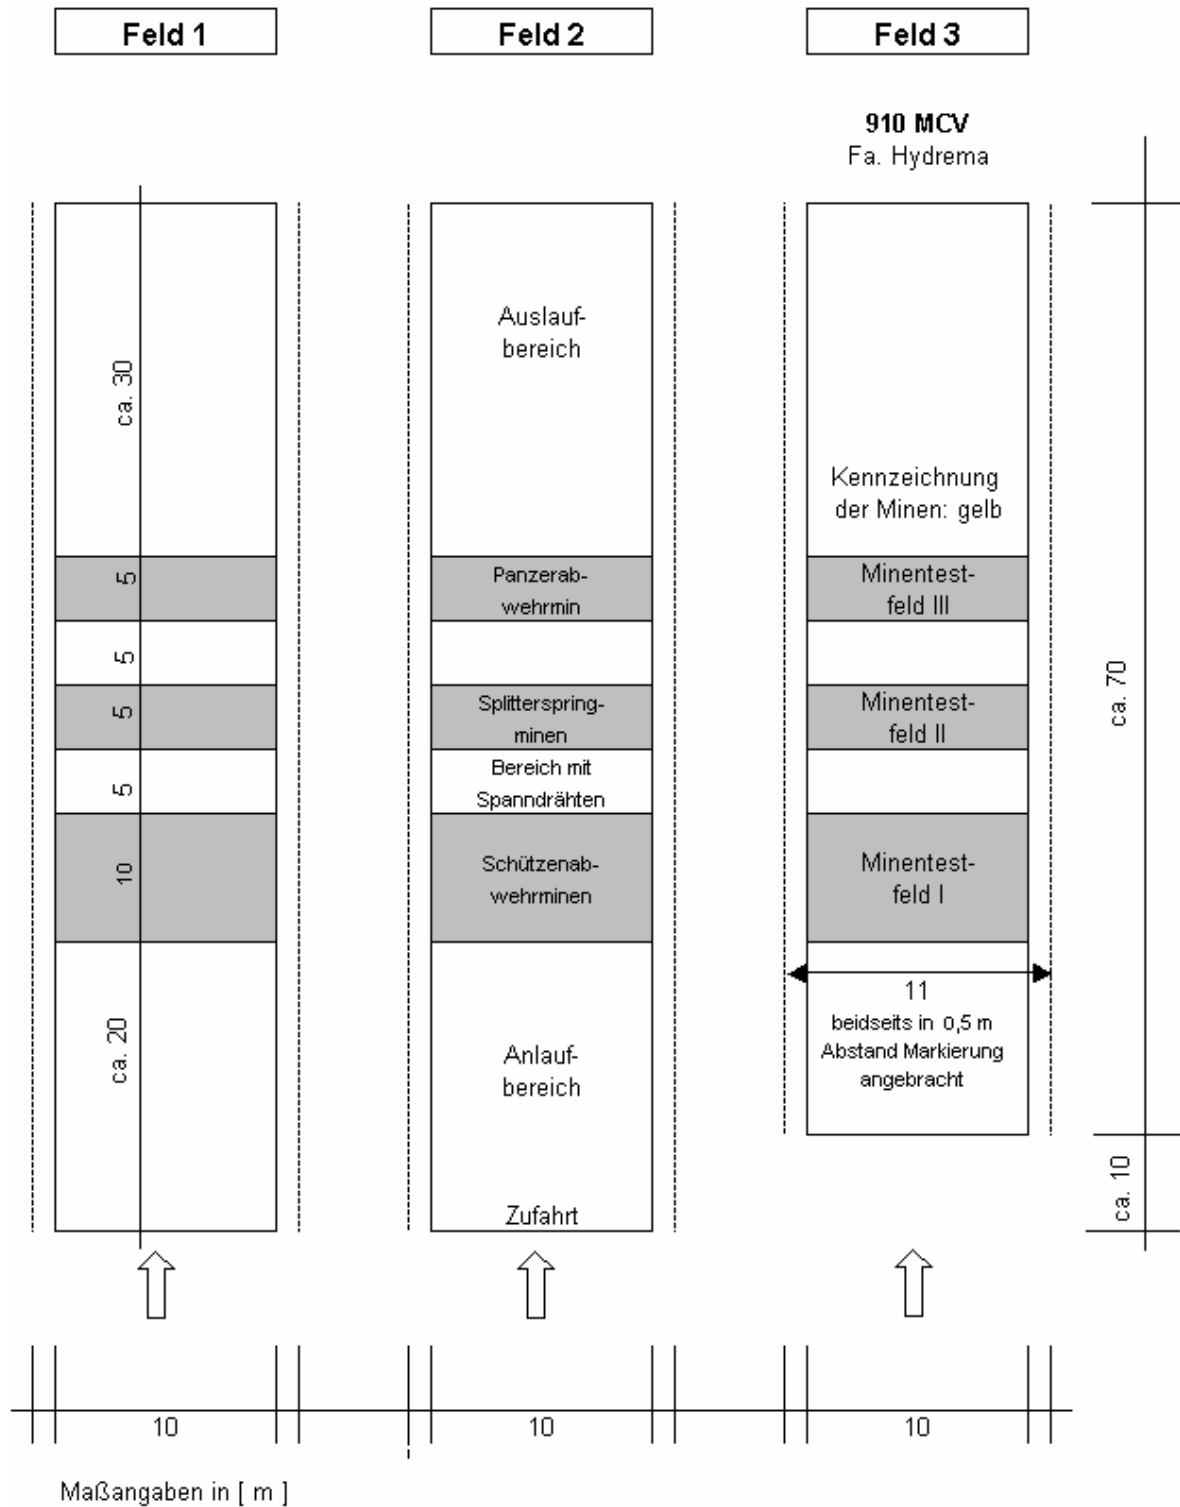 Feld 1
Feld 2
Feld 3
910 MCV
Fa. Hydrema
ca. 30
5
5
5
5
10
ca. 20
Auslauf-
bereich
Panzerab-
wehrmin
Splitterspring-
minen
Bereich mit
Spanndrähten
Schützenab-
wehrminen
Anlauf-
bereich
Zufahrt
Kennzeichnung
der Minen: gelb
Minentest-
feld III
Minentest-
feld II
Minentest-
feld I
11
beidseits in 0,5 m
Abstand Markierung
angebracht
ca. 70
ca. 10
10
10
10
Maßangaben in [ m ]